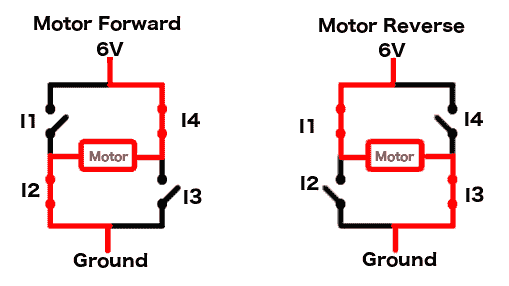 Motor Forward
6V
I1
I4
Motor
I2
I3
Ground
Motor Reverse
6V
I1
I4
Motor
I2
I3
Ground